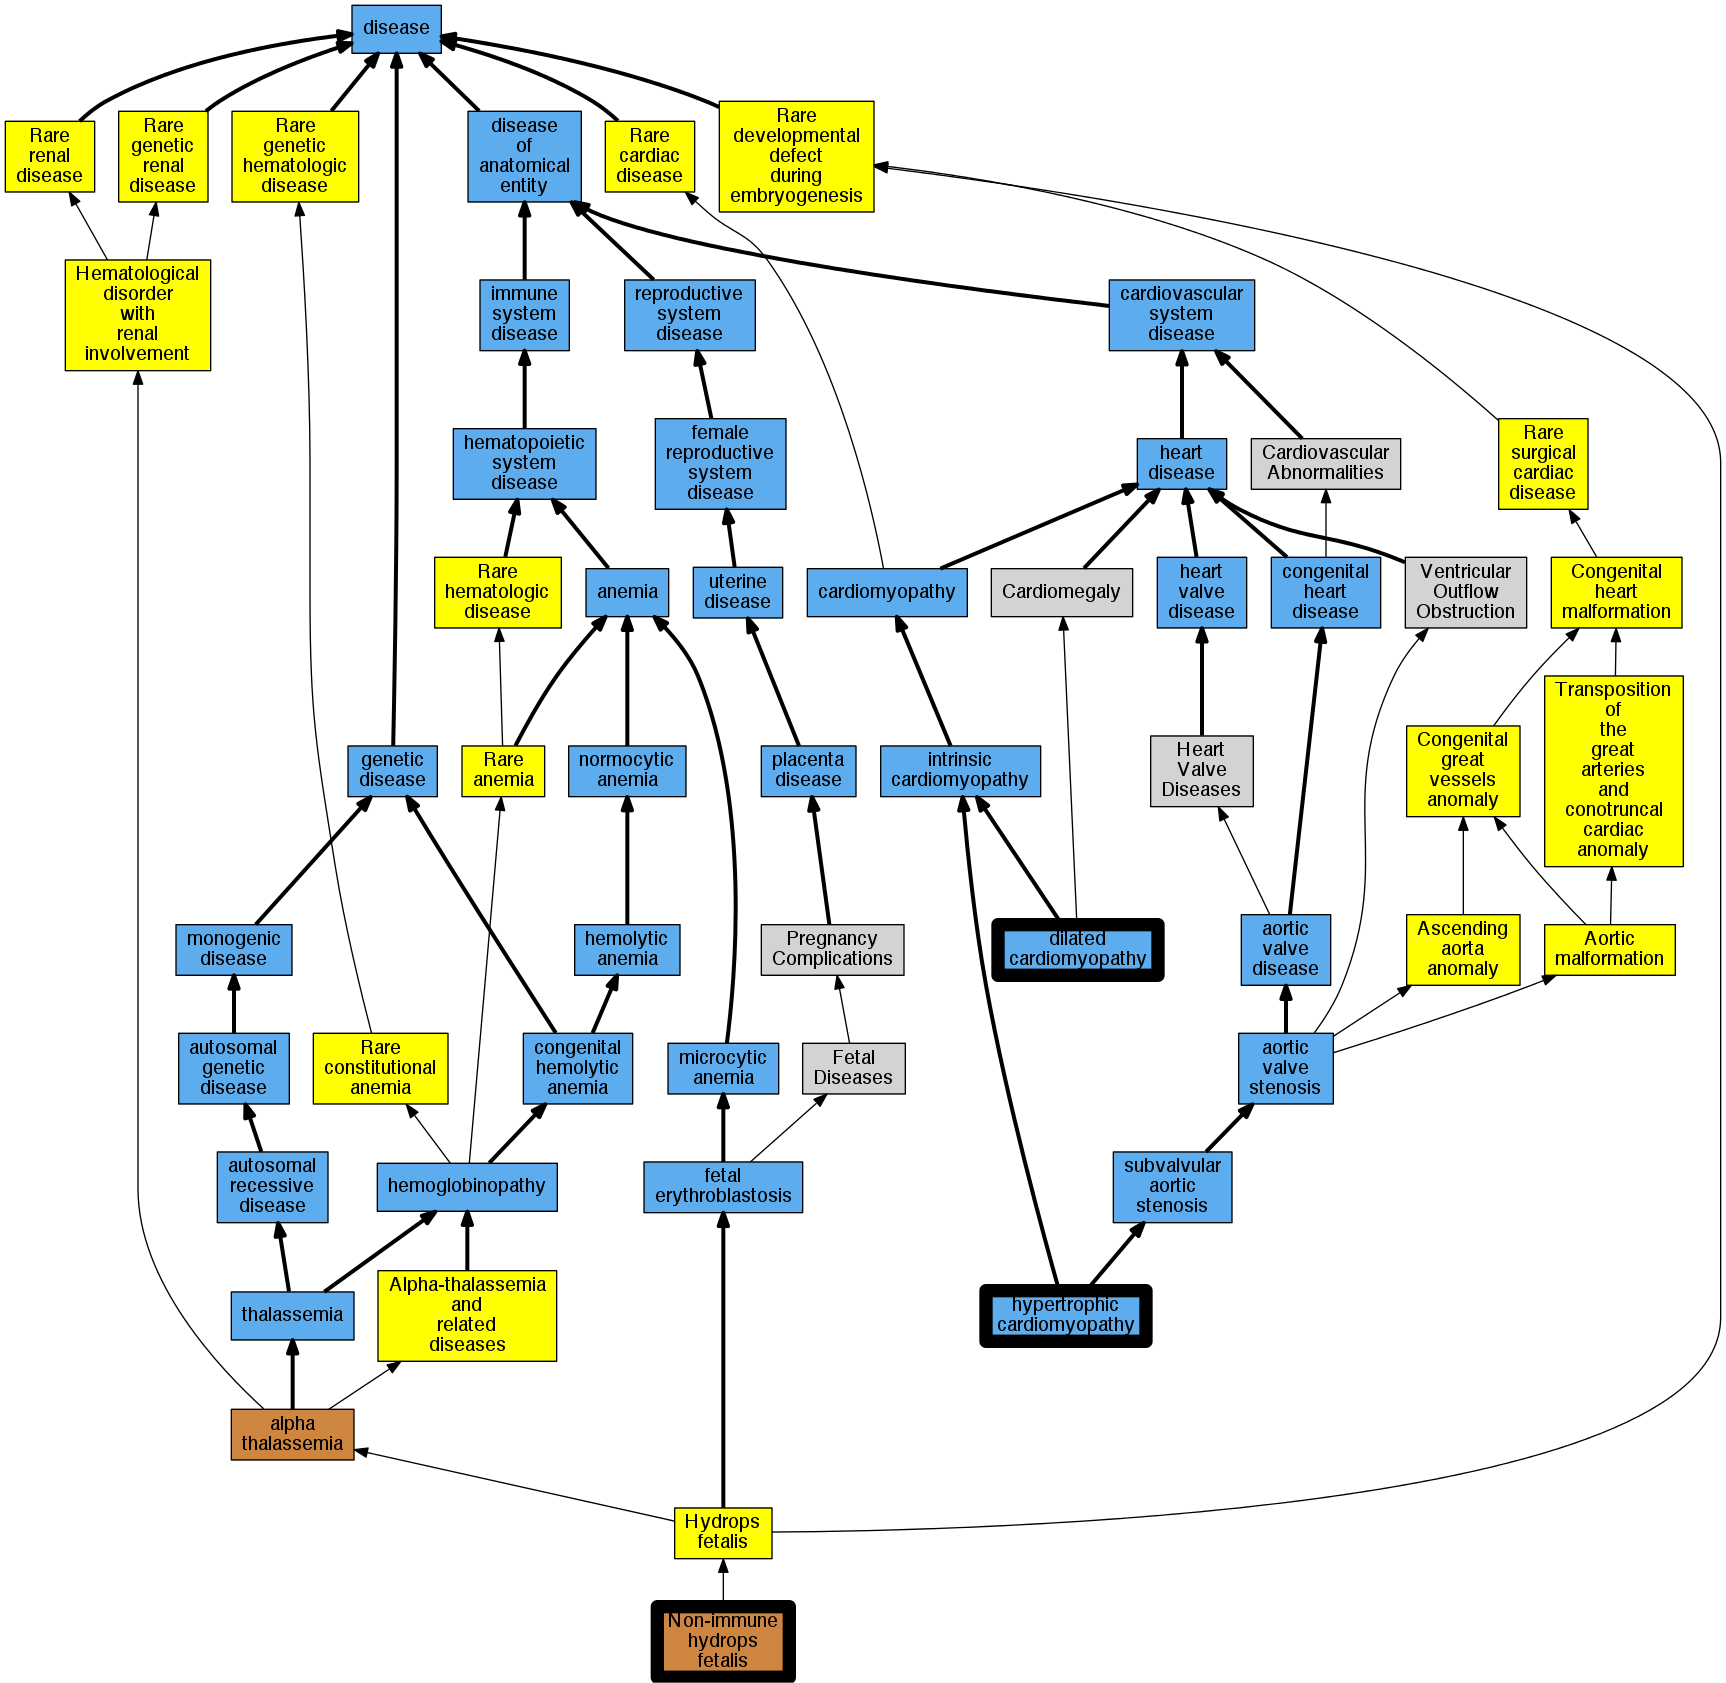 disease
Rare
renal
disease
Rare
genetic
renal
disease
Rare
genetic
hematologic
disease
disease
of
anatomical
entity
Rare
cardiac
disease
Rare
developmental
defect
during
embryogenesis
Hematological
disorder
with
renal
involvement
immune
system
disease
reproductive
system
disease
cardiovascular
system
disease
hematopoietic
system
disease
female
reproductive
system
disease
heart
disease
Cardiovascular
Abnormalities
Rare
surgical
cardiac
disease
Rare
hematologic
disease
anemia
uterine
disease
cardiomyopathy
Cardiomegaly
heart
valve
disease
congenital
heart
disease
Ventricular
Outflow
Obstruction
Congenital
heart
malformation
genetic
disease
Rare
anemia
normocytic
anemia
placenta
disease
intrinsic
cardiomyopathy
Heart
Valve
Diseases
Congenital
great
vessels
anomaly
Transposition
of
the
great
arteries
and
conotruncal
cardiac
anomaly
monogenic
disease
hemolytic
anemia
Pregnancy
Complications
dilated
cardiomyopathy
aortic
valve
disease
Ascending
aorta
anomaly
Aortic
malformation
autosomal
genetic
disease
Rare
constitutional
anemia
congenital
hemolytic
anemia
microcytic
anemia
Fetal
Diseases
aortic
valve
stenosis
autosomal
recessive
disease
hemoglobinopathy
fetal
erythroblastosis
subvalvular
aortic
stenosis
thalassemia
Alpha-thalassemia
and
related
diseases
hypertrophic
cardiomyopathy
alpha
thalassemia
Hydrops
fetalis
Non-immune
hydrops
fetalis